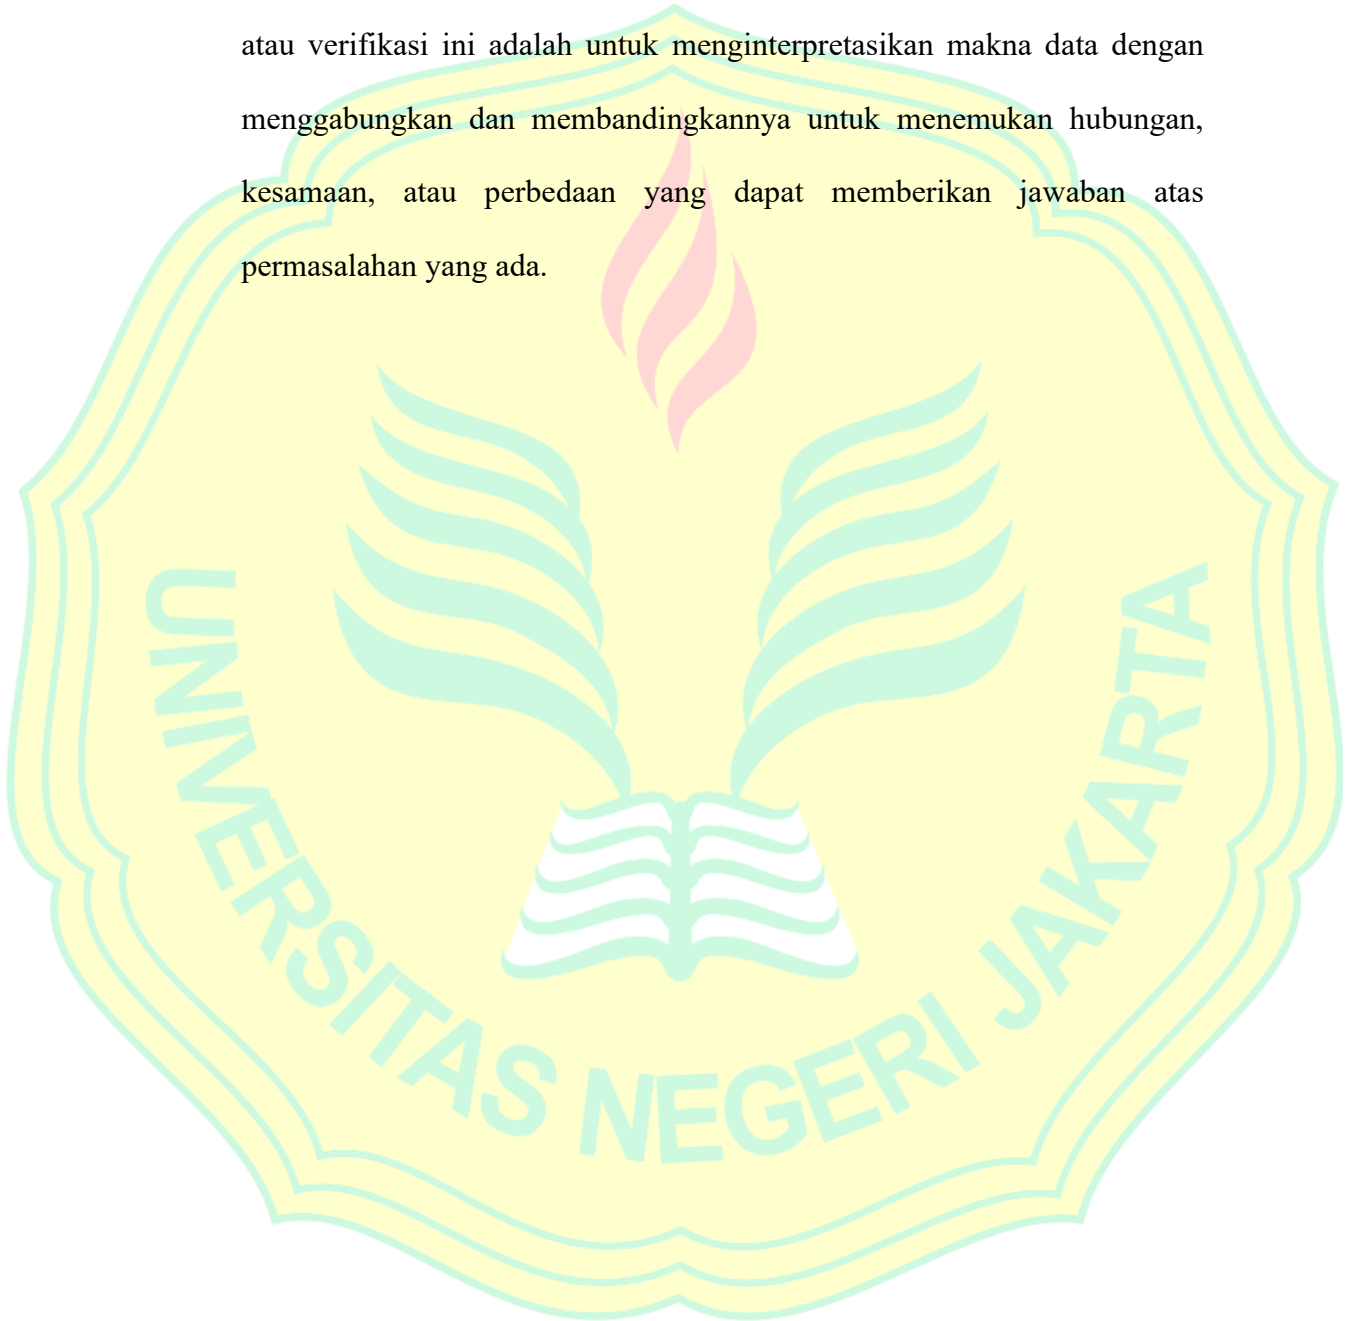 atau verifikasi ini adalah untuk menginterpretasikan makna data dengan
menggabungkan dan membandingkannya untuk menemukan hubungan,
kesamaan, atau perbedaan yang dapat memberikan jawaban atas
permasalahan yang ada.
UNIVERSITAS NEGERI JAKARTA